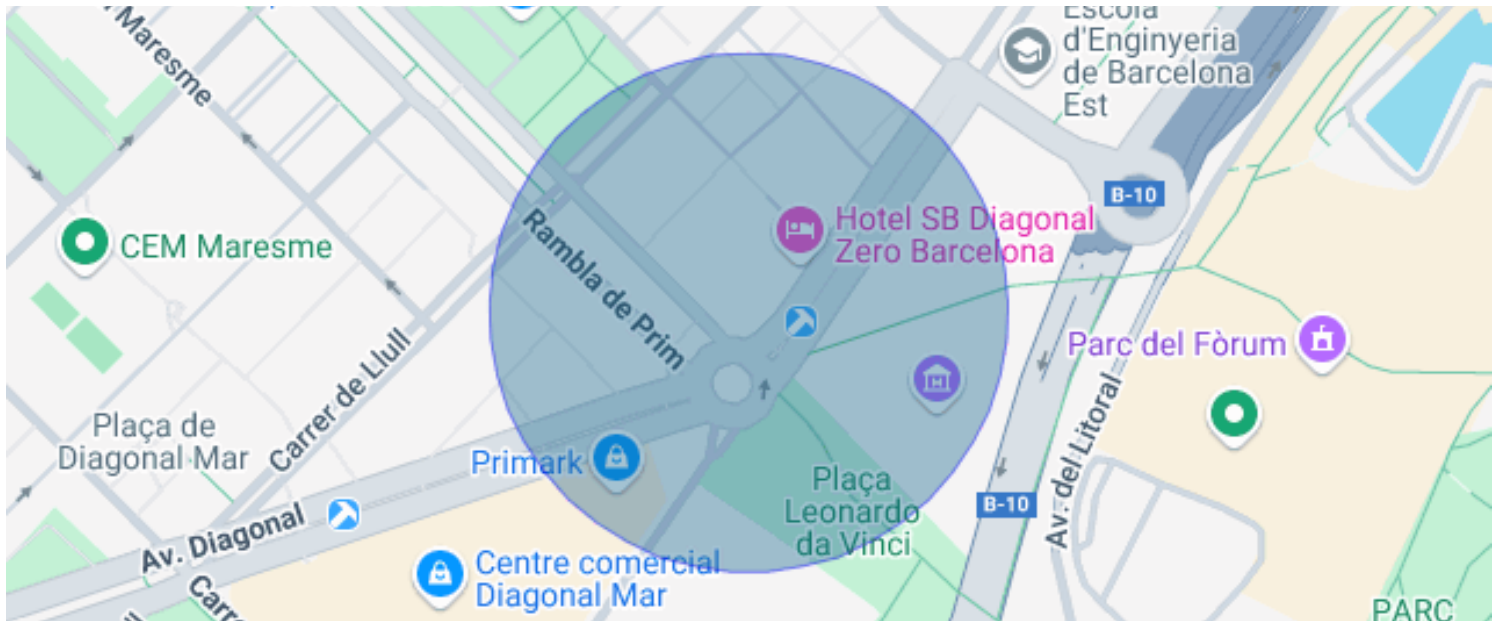 Maresme
Escola
d'Enginyeria
de Barcelona
Est
B-10
CEM Maresme
Rambla de Prim
Hotel SB Diagonal
Zero Barcelona
Parc del Fòrum
Carrer de Llull
Plaça de
Diagonal Mar
Primark
Plaça
Leonardo
da Vinci
B-10
Av. del Litoral
Av. Diagonal
Centre comercial
Diagonal Mar
Carre
PARC